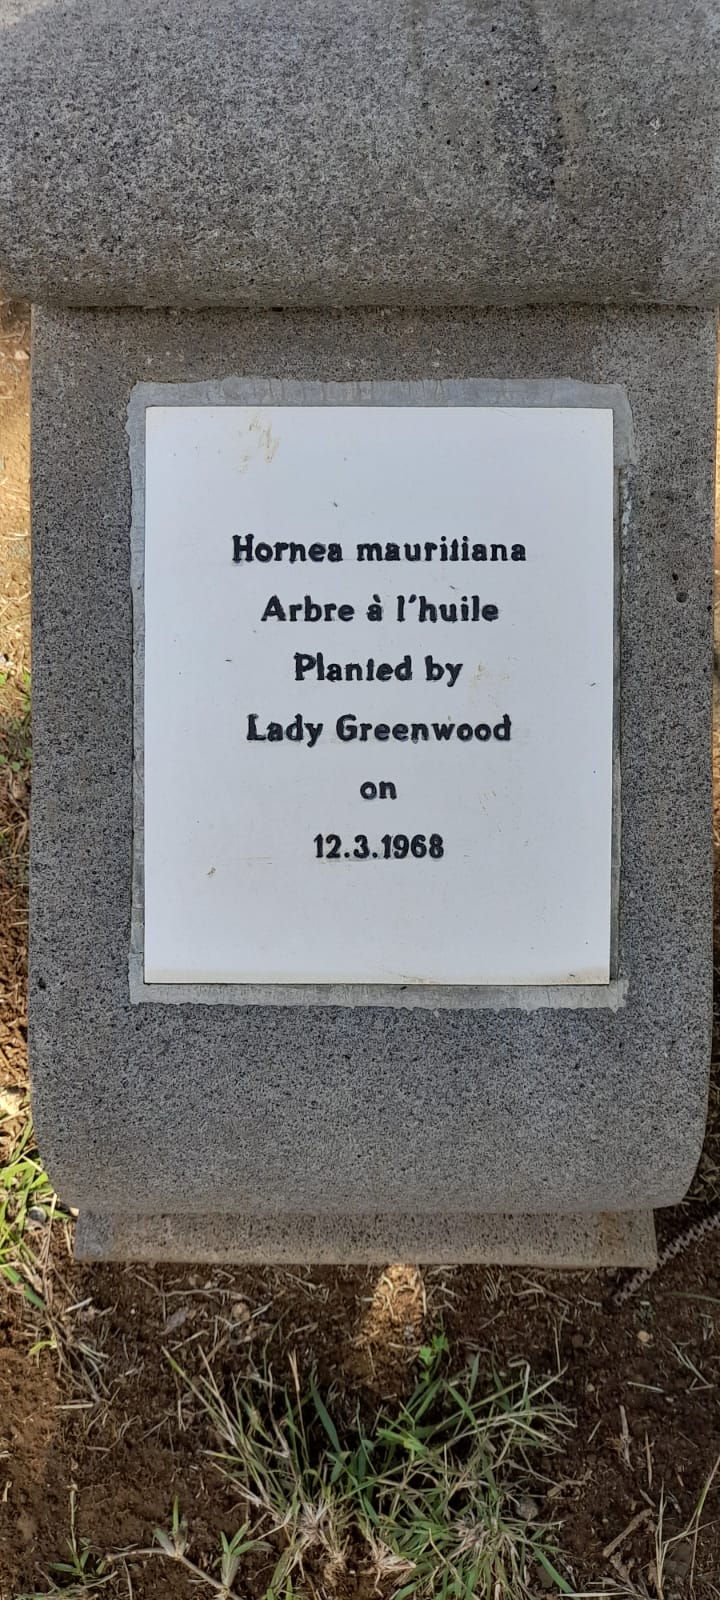 Hornea mauritiana
Arbre à l'huile
Planted by
Lady Greenwood
on
12.3.1968